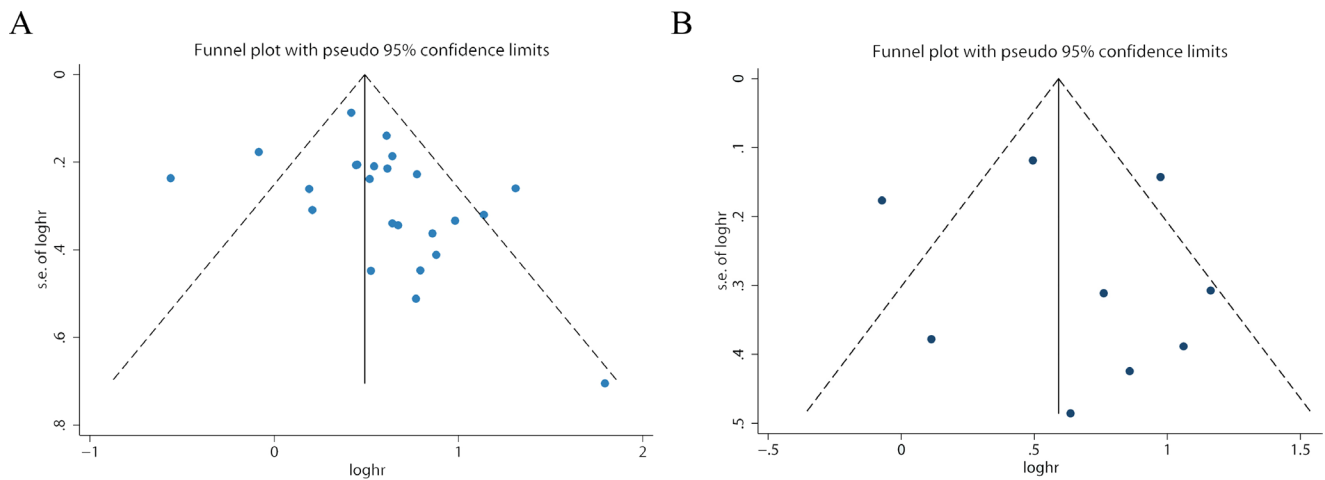 A
Funnel plot with pseudo 95% confidence limits
s.e. of loghr
0
.2
.4
.6
.8
−1
0
1
2
loghr
B
Funnel plot with pseudo 95% confidence limits
s.e. of loghr
0
.1
.2
.3
.4
.5
−.5
0
.5
1
1.5
loghr